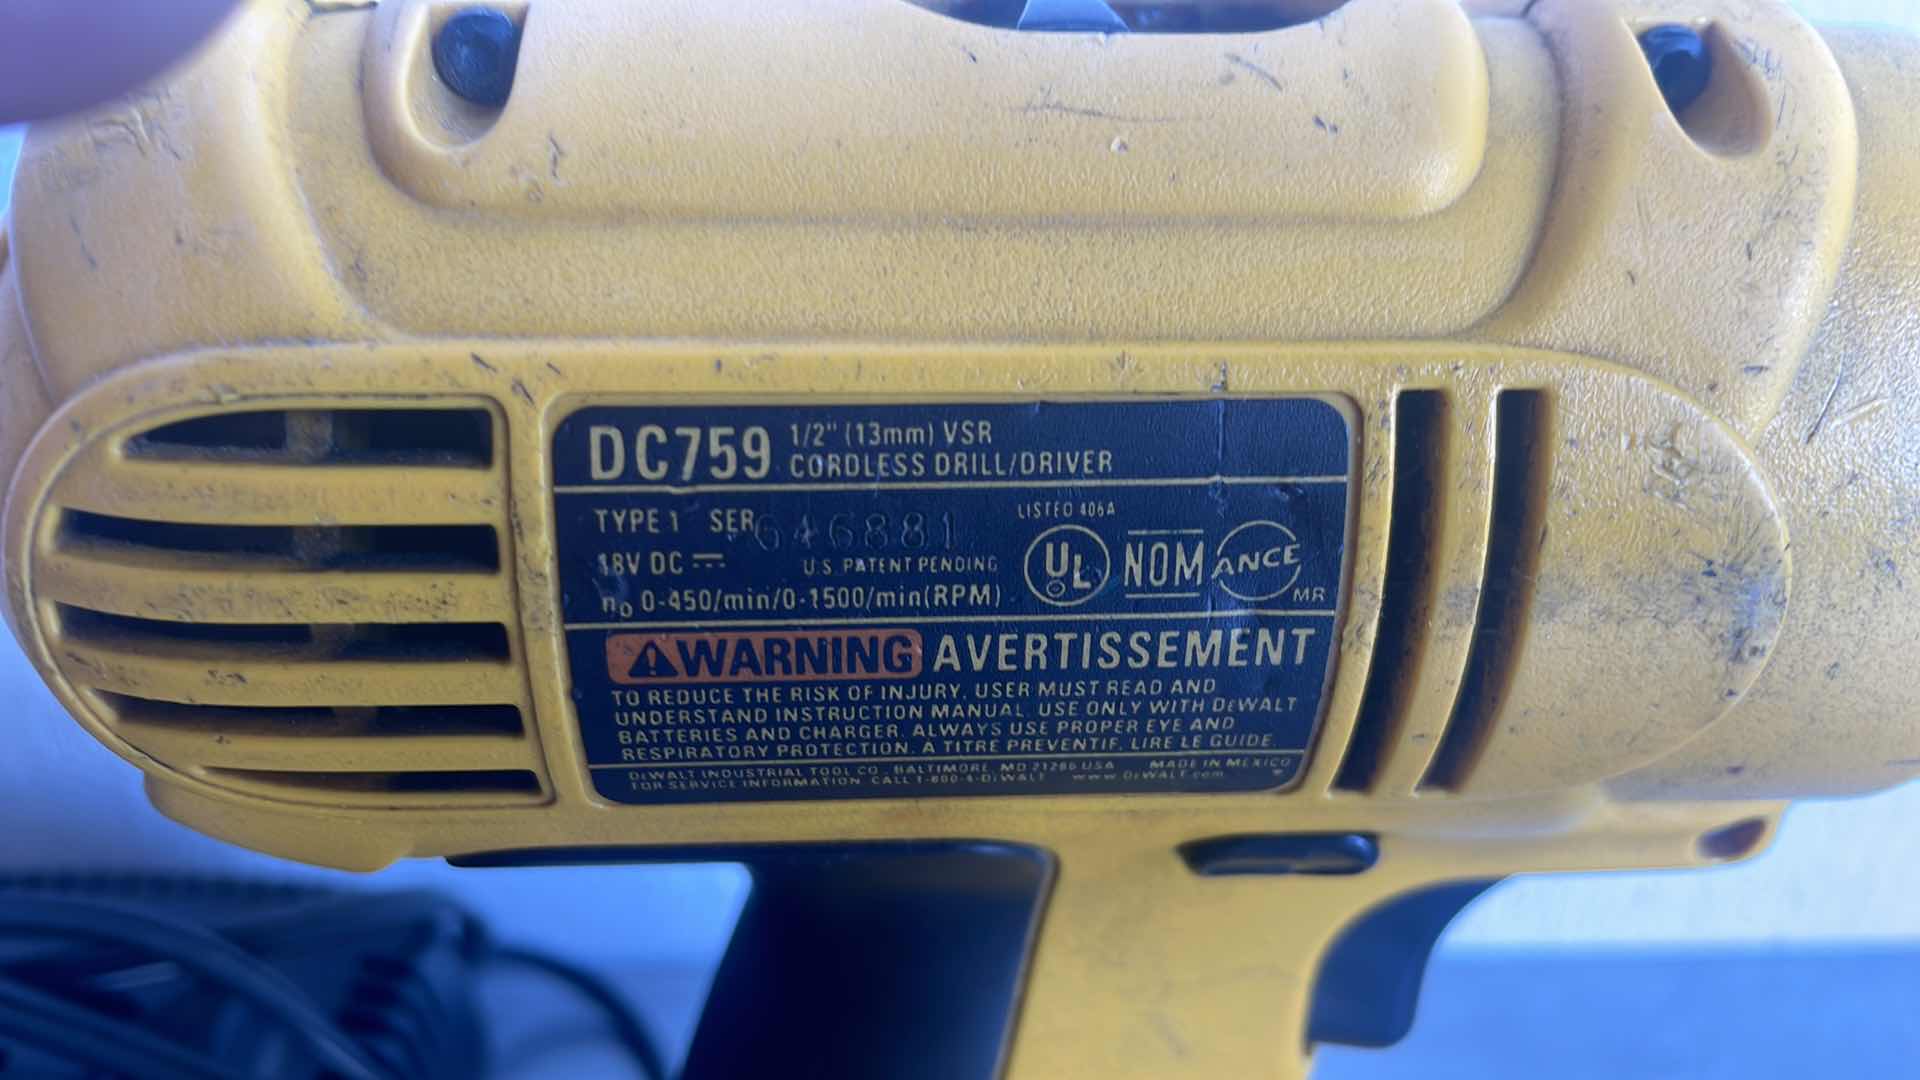 DC759 1/2" (13mm) VSR
CORDLESS DRILL/DRIVER
TYPE 1 SER. 646881
LISTED 406A
18V DC U.S. PATENT PENDING
UL NOM ANCE MR
n₀ 0-450/min/0-1500/min(RPM)
WARNING AVERTISSEMENT
TO REDUCE THE RISK OF INJURY, USER MUST READ AND
UNDERSTAND INSTRUCTION MANUAL. USE ONLY WITH DEWALT
BATTERIES AND CHARGER. ALWAYS USE PROPER EYE AND
RESPIRATORY PROTECTION. A TITRE PREVENTIF, LIRE LE GUIDE.
DEWALT INDUSTRIAL TOOL CO., BALTIMORE, MD 21286 USA MADE IN MEXICO
FOR SERVICE INFORMATION, CALL 1-800-4-DEWALT www.DEWALT.com